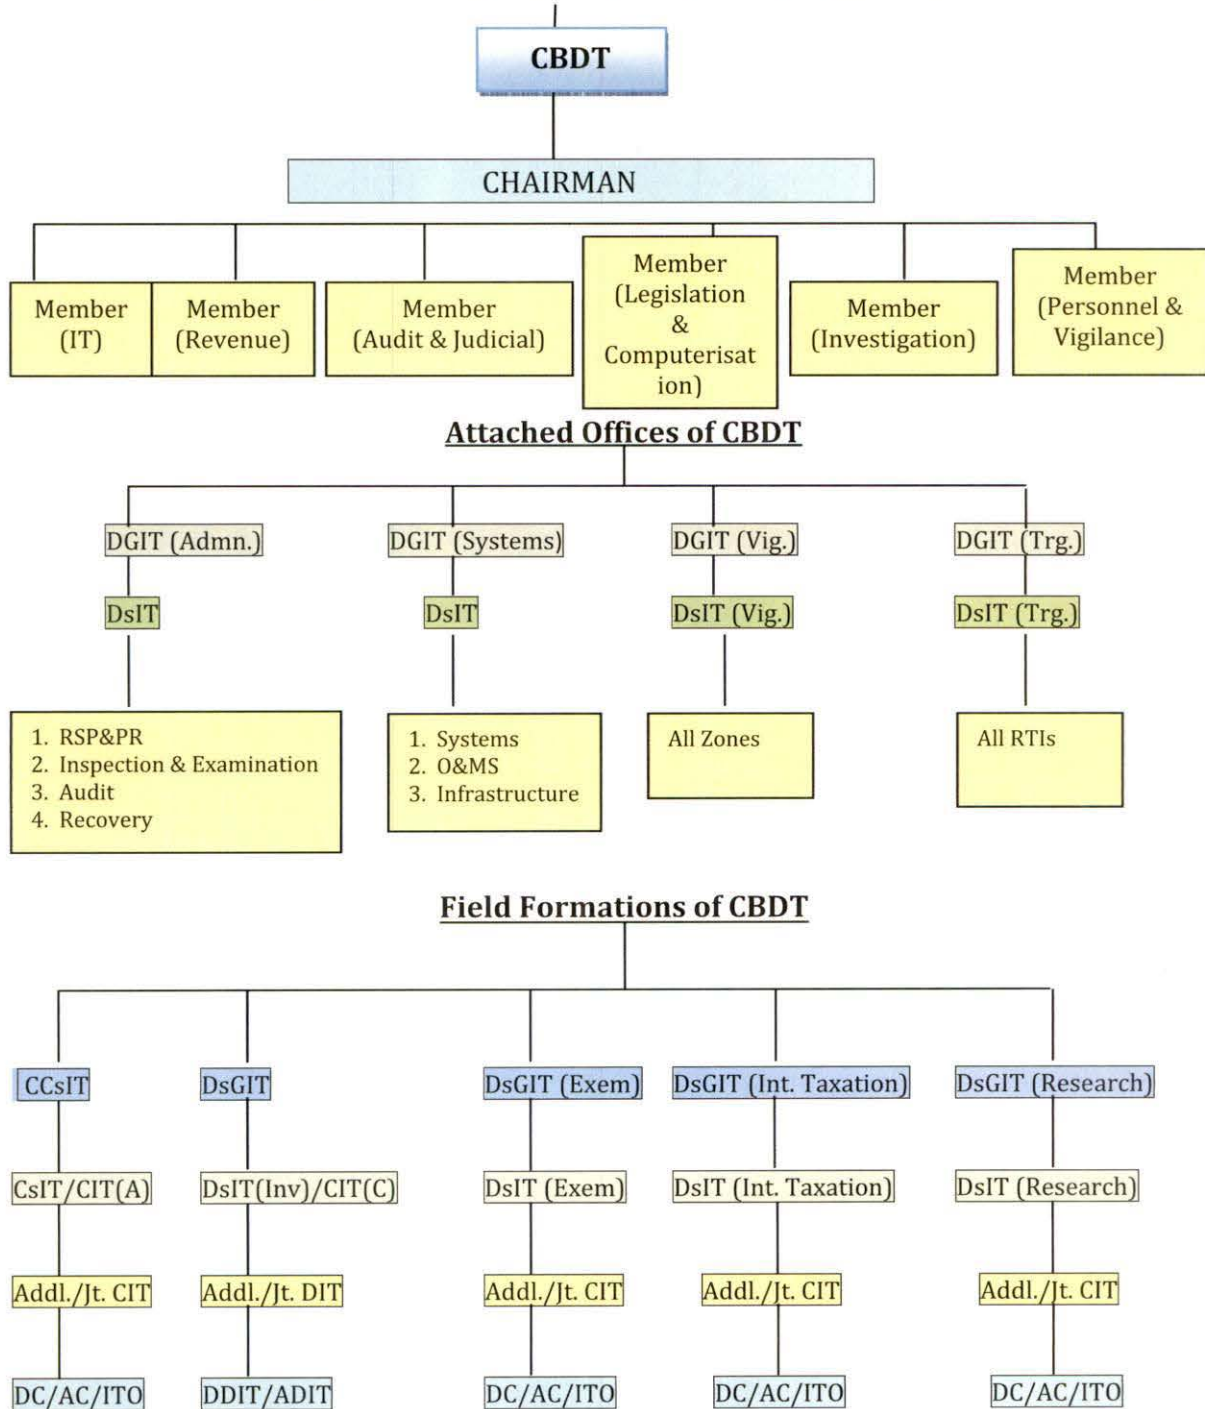 CBDT
CHAIRMAN
Member
(IT)
Member
(Revenue)
Member
(Audit & Judicial)
Member
(Legislation
&
Computerisat
ion)
Member
(Investigation)
Member
(Personnel &
Vigilance)
Attached Offices of CBDT
DGIT (Admn.)
DGIT (Systems)
DGIT (Vig.)
DGIT (Trg.)
DsIT
DsIT
DsIT (Vig.)
DsIT (Trg.)
1. RSP&PR
2. Inspection & Examination
3. Audit
4. Recovery
1. Systems
2. O&MS
3. Infrastructure
All Zones
All RTIs
Field Formations of CBDT
CCsIT
DsGIT
DsGIT (Exem)
DsGIT (Int. Taxation)
DsGIT (Research)
CsIT/CIT(A)
DsIT(Inv)/CIT(C)
DsIT (Exem)
DsIT (Int. Taxation)
DsIT (Research)
Addl./Jt. CIT
Addl./Jt. DIT
Addl./Jt. CIT
Addl./Jt. CIT
Addl./Jt. CIT
DC/AC/ITO
DDIT/ADIT
DC/AC/ITO
DC/AC/ITO
DC/AC/ITO